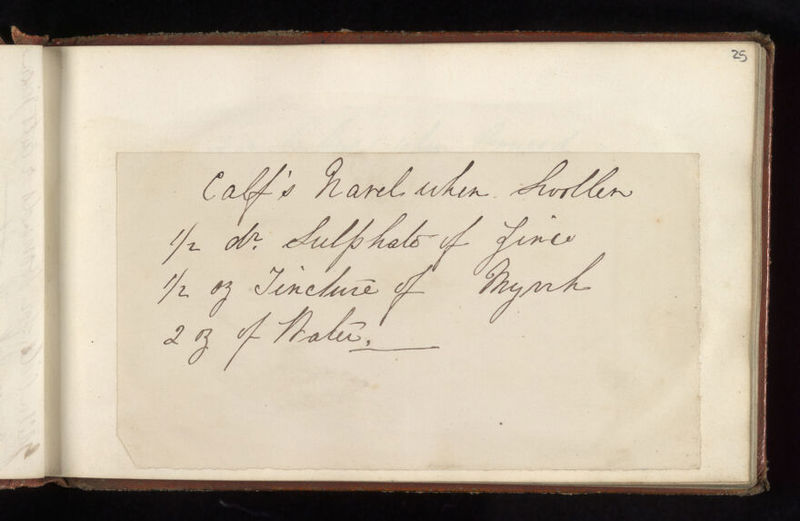 25
Calf's Navel when Swollen
1/2 dr. Sulphate of Zince
1/2 oz Tincture of Myrrh
2 oz of Water.